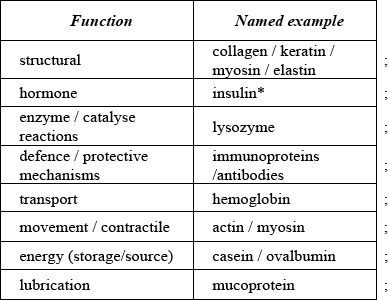 Function Named example
structural collagen / keratin / myosin / elastin ;
hormone insulin* ;
enzyme / catalyse reactions lysozyme ;
defence / protective mechanisms immunoproteins /antibodies ;
transport hemoglobin ;
movement / contractile actin / myosin ;
energy (storage/source) casein / ovalbumin ;
lubrication mucoprotein ;